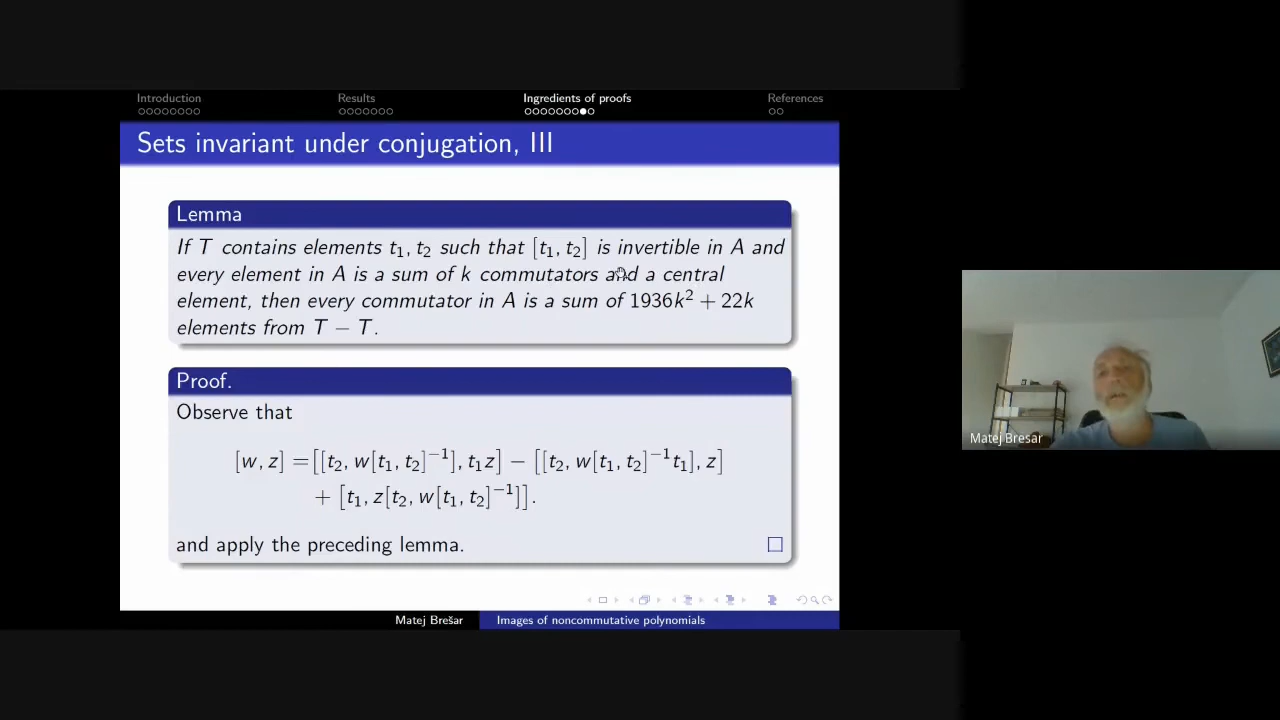 Introduction Results Ingredients of proofs References
Sets invariant under conjugation, III
Lemma
If T contains elements t₁, t₂ such that [t₁, t₂] is invertible in A and
every element in A is a sum of k commutators and a central
element, then every commutator in A is a sum of 1936k² + 22k
elements from T − T.
Proof.
Observe that
[w, z] =[[t₂, w[t₁, t₂]⁻¹], t₁z] − [[t₂, w[t₁, t₂]⁻¹t₁], z]
+ [t₁, z[t₂, w[t₁, t₂]⁻¹]].
and apply the preceding lemma.
Matej Brešar Images of noncommutative polynomials
Matej Bresar